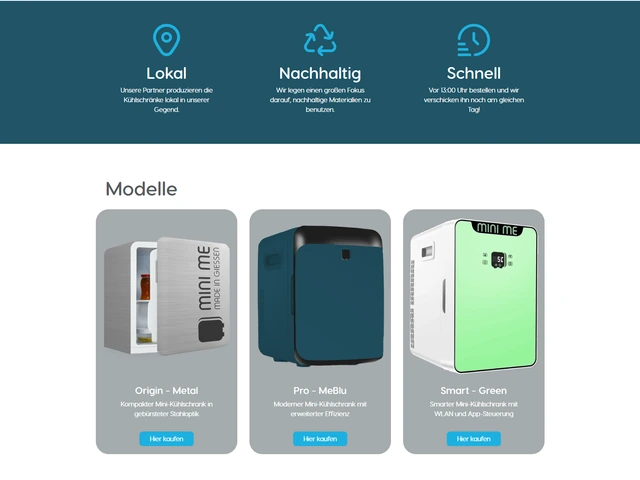 Lokal
Unsere Partner produzieren die
Kühlschränke lokal in unserer
Gegend.
Nachhaltig
Wir legen einen großen Fokus
darauf, nachhaltige Materialien zu
benutzen.
Schnell
Vor 13:00 Uhr bestellen und wir
verschicken ihn noch am gleichen
Tag!
Modelle
MINI ME
MADE IN GIESSEN
MINI ME
5C
Origin - Metal
Kompakter Mini-Kühlschrank in
gebürsteter Stahloptik
Hier kaufen
Pro - MeBlu
Moderner Mini-Kühlschrank mit
erweiterter Effizienz
Hier kaufen
Smart - Green
Smarter Mini-Kühlschrank mit
WLAN und App-Steuerung
Hier kaufen